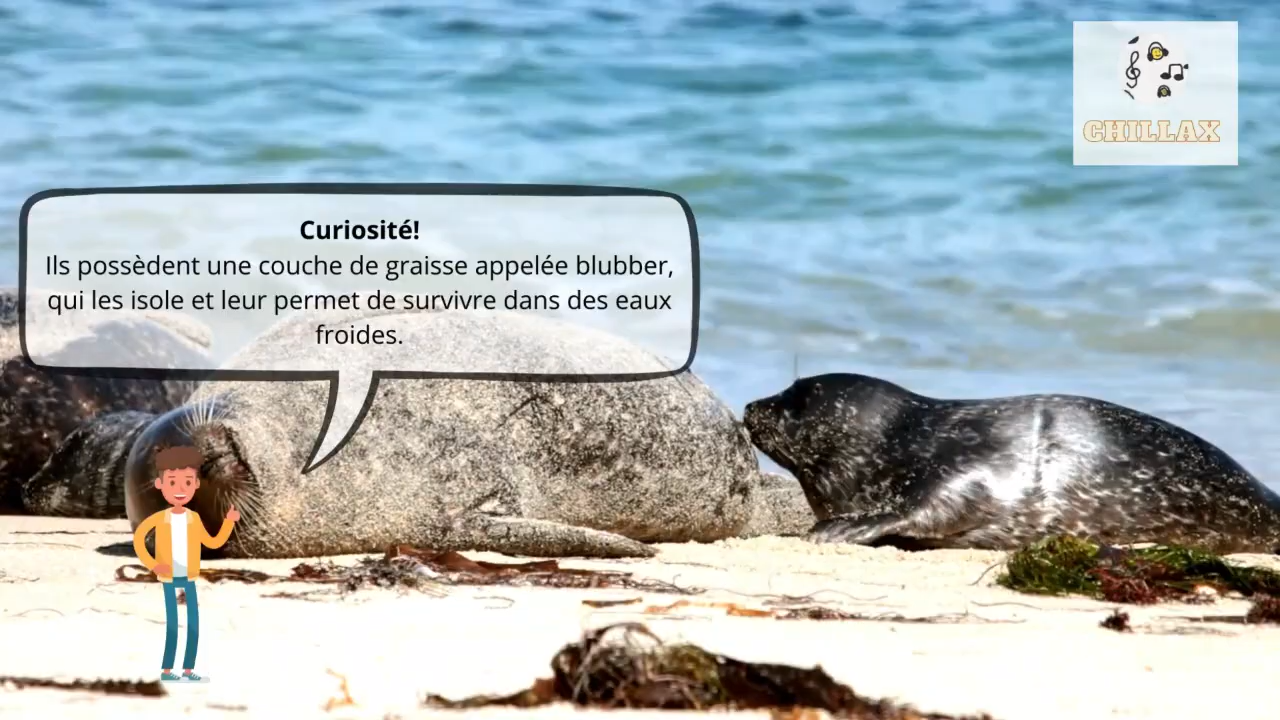 CHILLAX
Curiosité!
Ils possèdent une couche de graisse appelée blubber,
qui les isole et leur permet de survivre dans des eaux
froides.